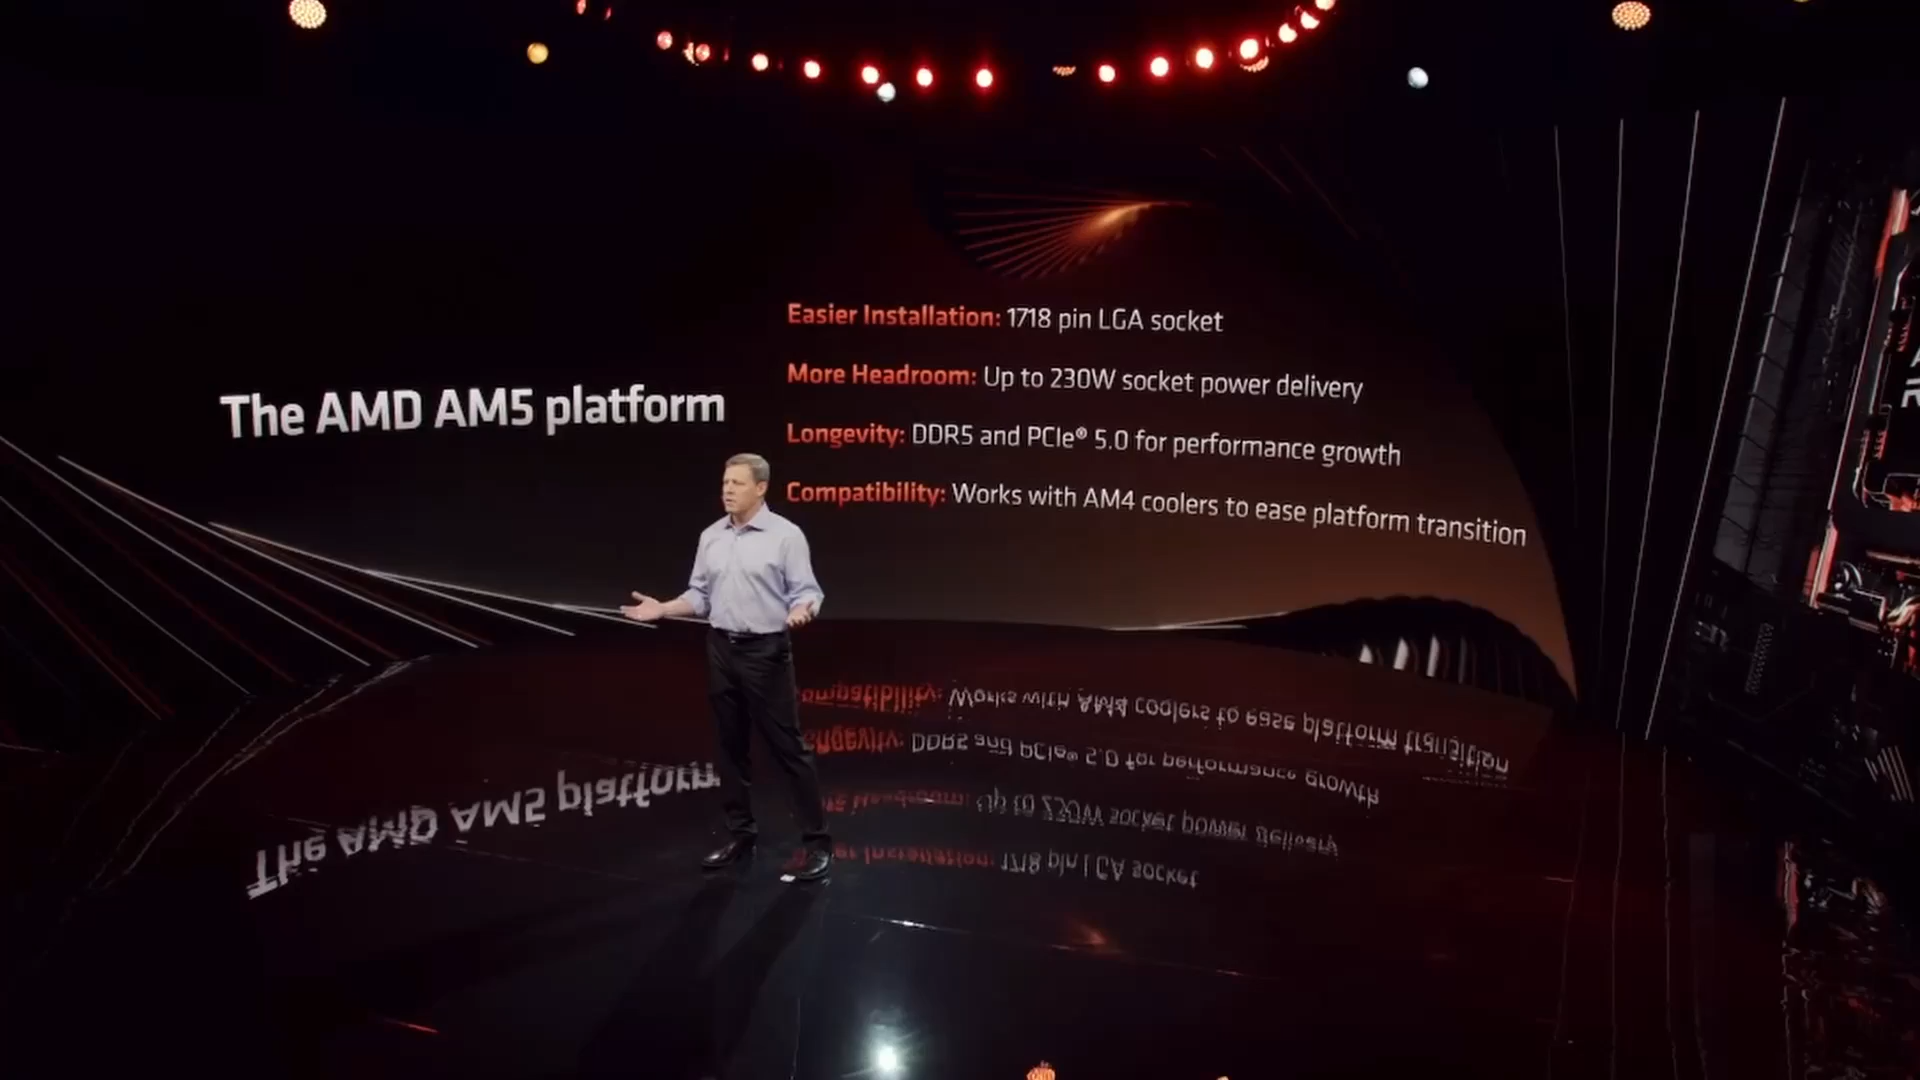 The AMD AM5 platform
Easier Installation: 1718 pin LGA socket
More Headroom: Up to 230W socket power delivery
Longevity: DDR5 and PCIe® 5.0 for performance growth
Compatibility: Works with AM4 coolers to ease platform transition